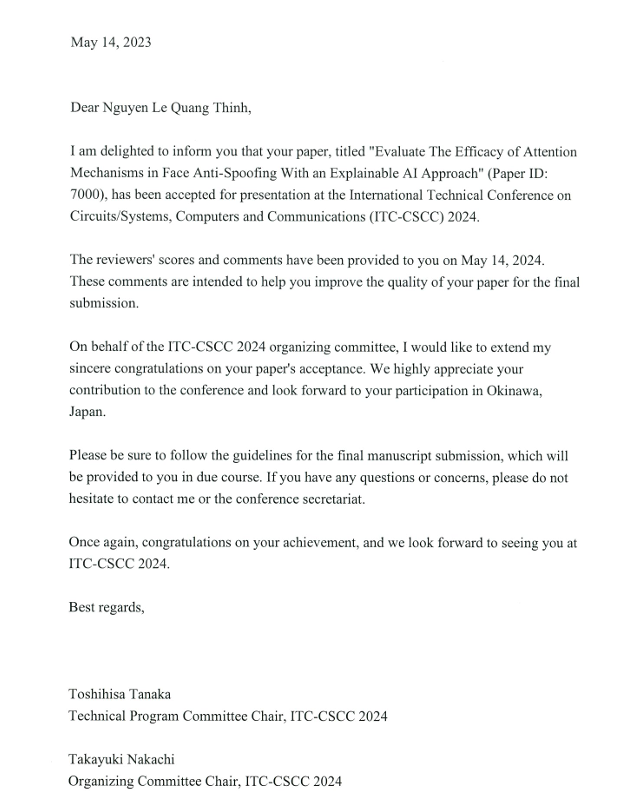 May 14, 2023
Dear Nguyen Le Quang Thinh,
I am delighted to inform you that your paper, titled "Evaluate The Efficacy of Attention
Mechanisms in Face Anti-Spoofing With an Explainable AI Approach" (Paper ID:
7000), has been accepted for presentation at the International Technical Conference on
Circuits/Systems, Computers and Communications (ITC-CSCC) 2024.
The reviewers' scores and comments have been provided to you on May 14, 2024.
These comments are intended to help you improve the quality of your paper for the final
submission.
On behalf of the ITC-CSCC 2024 organizing committee, I would like to extend my
sincere congratulations on your paper's acceptance. We highly appreciate your
contribution to the conference and look forward to your participation in Okinawa,
Japan.
Please be sure to follow the guidelines for the final manuscript submission, which will
be provided to you in due course. If you have any questions or concerns, please do not
hesitate to contact me or the conference secretariat.
Once again, congratulations on your achievement, and we look forward to seeing you at
ITC-CSCC 2024.
Best regards,
Toshihisa Tanaka
Technical Program Committee Chair, ITC-CSCC 2024
Takayuki Nakachi
Organizing Committee Chair, ITC-CSCC 2024